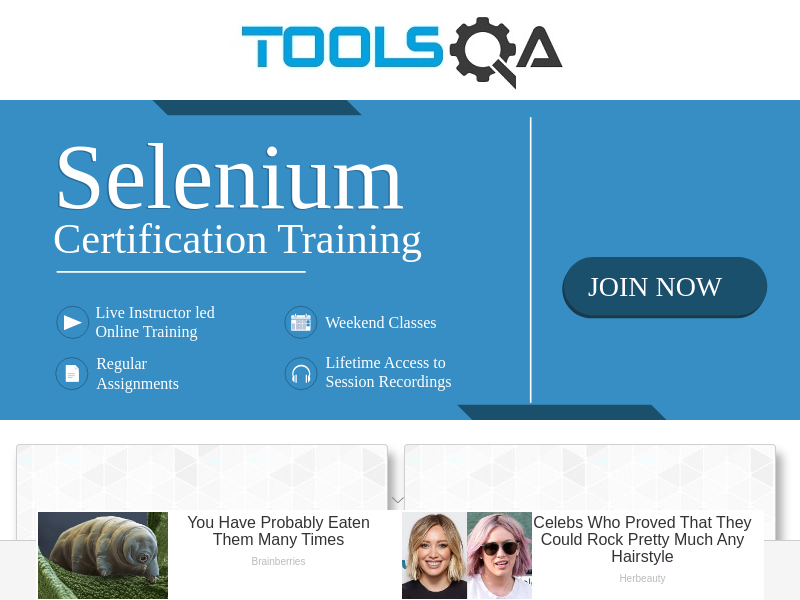 TOOLSQA
Selenium
Certification Training
JOIN NOW
Live Instructor led
Online Training
Weekend Classes
Regular
Assignments
Lifetime Access to
Session Recordings
You Have Probably Eaten
Them Many Times
Brainberries
Celebs Who Proved That They
Could Rock Pretty Much Any
Hairstyle
Herbeauty